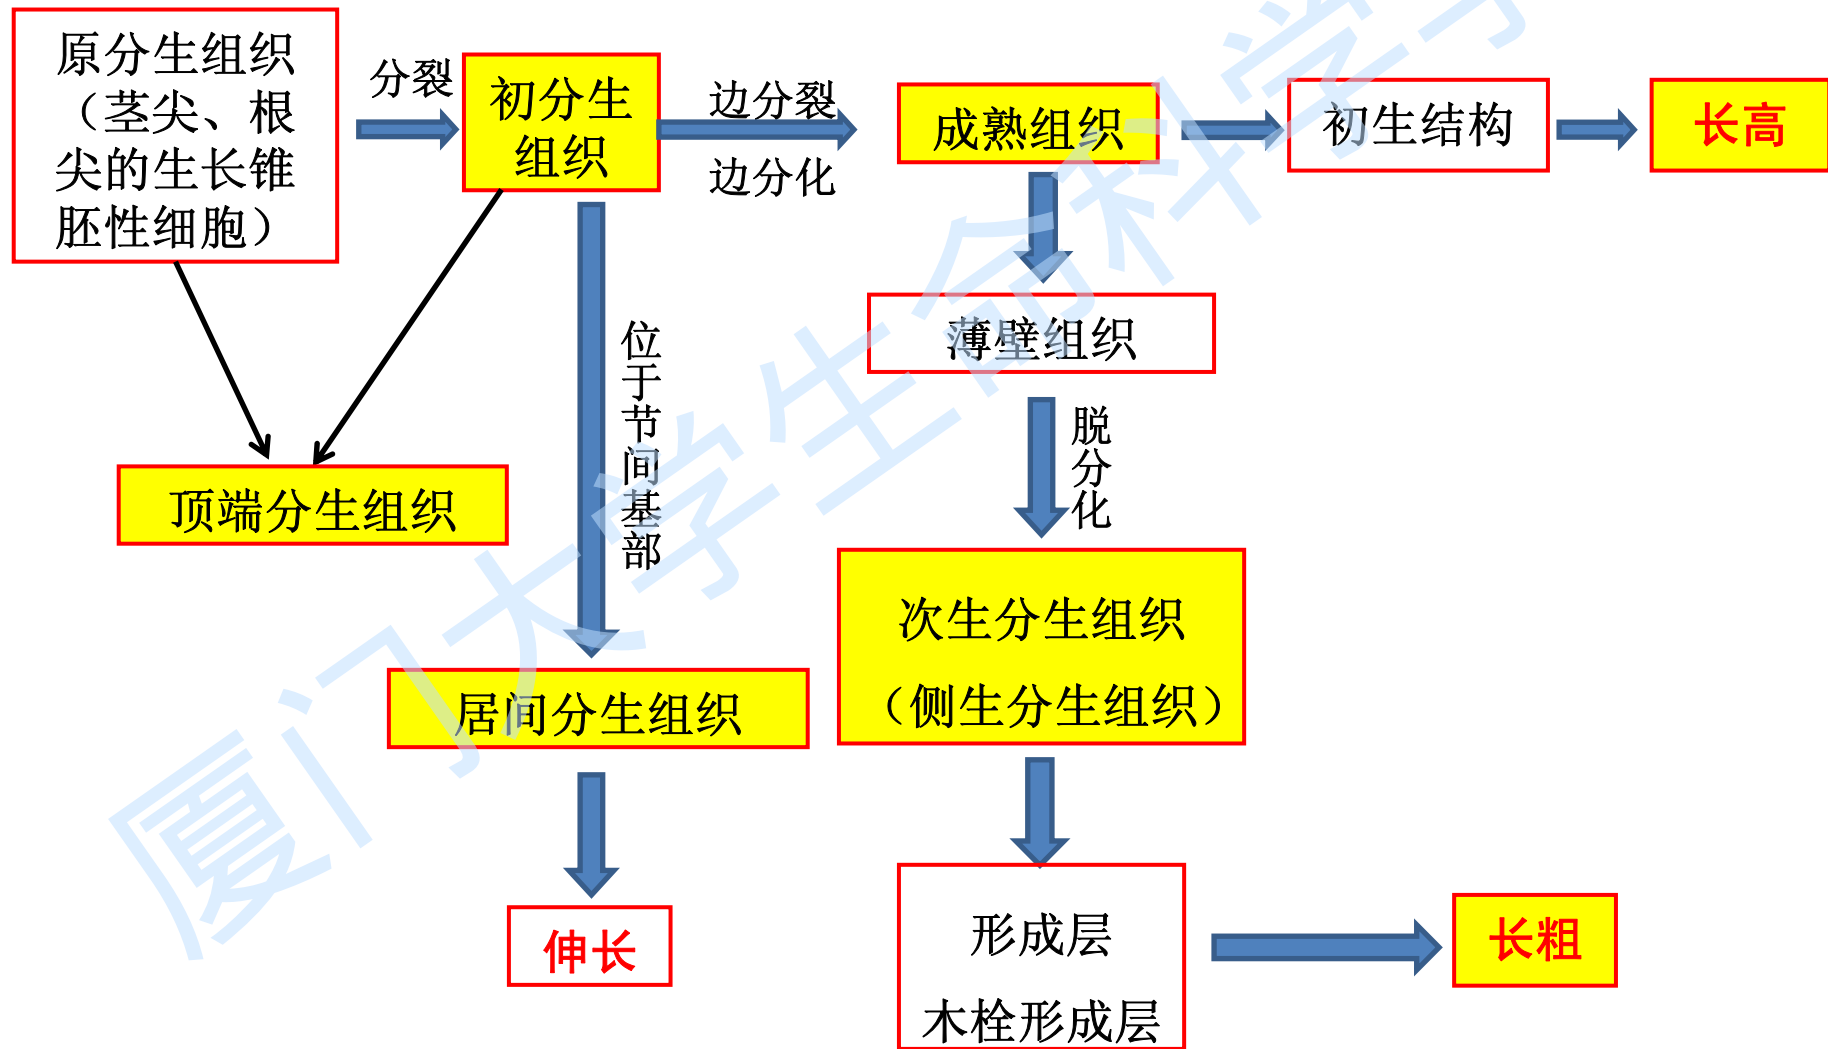 原分生组织
（茎尖、根
尖的生长锥
胚性细胞）
分裂
初分生
组织
边分裂
边分化
成熟组织
初生结构
长高
薄壁组织
位于节间基部
脱分化
顶端分生组织
次生分生组织
（侧生分生组织）
居间分生组织
伸长
形成层
木栓形成层
长粗
厦门大学生命科学